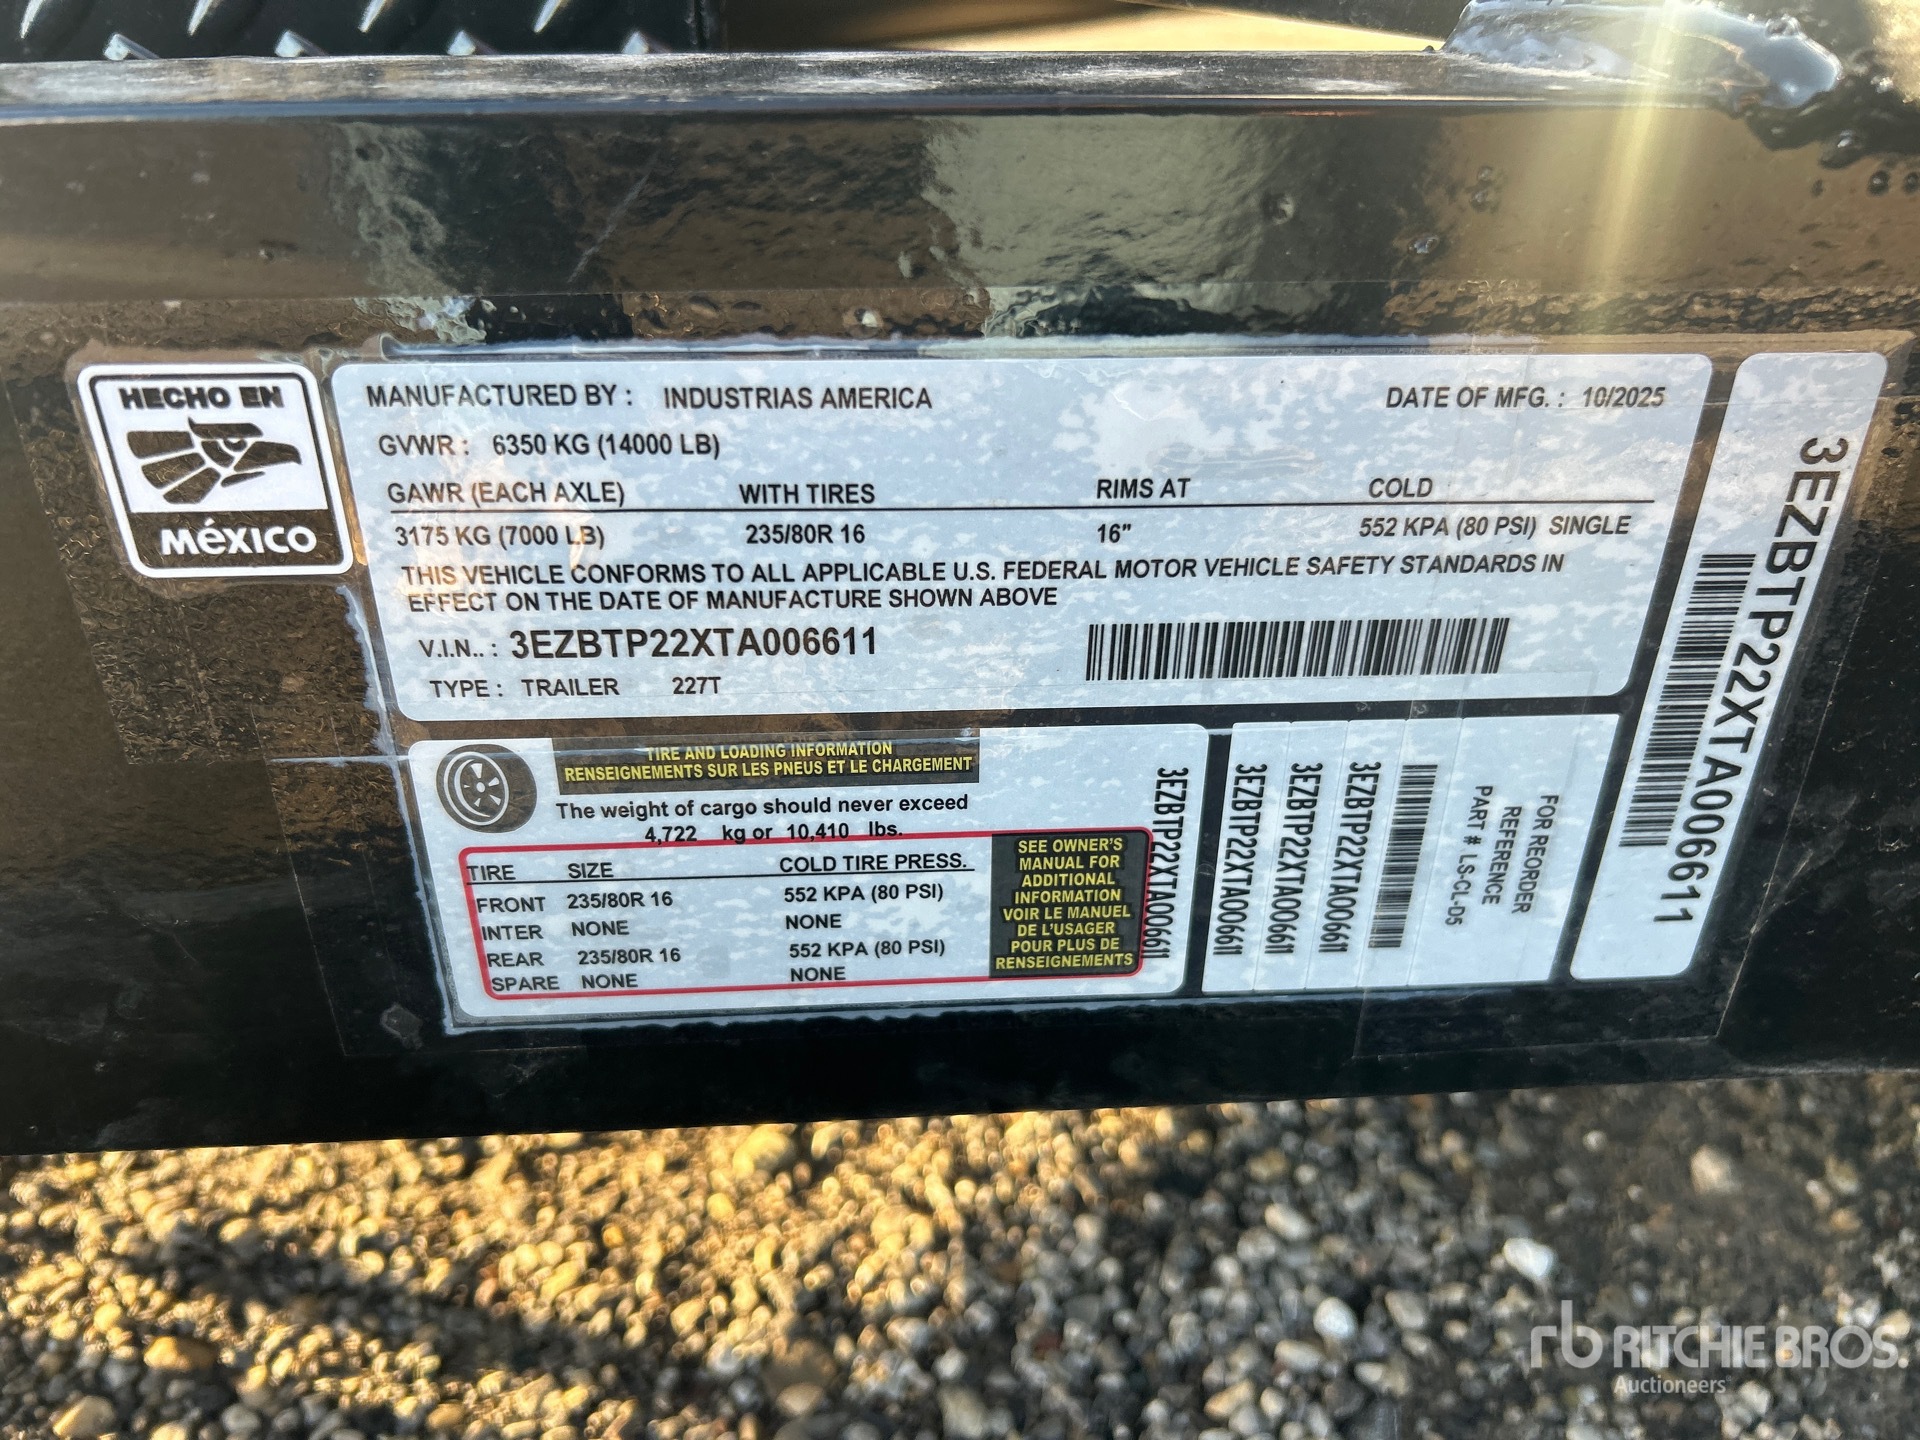 HECHO EN
MéXICO
MANUFACTURED BY : INDUSTRIAS AMERICA DATE OF MFG. : 10/2025
GVWR : 6350 KG (14000 LB)
GAWR (EACH AXLE) WITH TIRES RIMS AT COLD
3175 KG (7000 LB) 235/80R 16 16" 552 KPA (80 PSI) SINGLE
THIS VEHICLE CONFORMS TO ALL APPLICABLE U.S. FEDERAL MOTOR VEHICLE SAFETY STANDARDS IN
EFFECT ON THE DATE OF MANUFACTURE SHOWN ABOVE
V.I.N.. : 3EZBTP22XTA006611
TYPE : TRAILER 227T
3EZBTP22XTA006611
TIRE AND LOADING INFORMATION
RENSEIGNEMENTS SUR LES PNEUS ET LE CHARGEMENT
The weight of cargo should never exceed
4,722 kg or 10,410 lbs.
TIRE SIZE COLD TIRE PRESS.
FRONT 235/80R 16 552 KPA (80 PSI)
INTER NONE NONE
REAR 235/80R 16 552 KPA (80 PSI)
SPARE NONE NONE
SEE OWNER'S
MANUAL FOR
ADDITIONAL
INFORMATION
VOIR LE MANUEL
DE L'USAGER
POUR PLUS DE
RENSEIGNEMENTS
3EZBTP22XTA006611
3EZBTP22XTA006611
3EZBTP22XTA006611
3EZBTP22XTA006611
FOR REORDER
REFERENCE
PART # LS-CL-D5
rb RITCHIE BROS.
Auctioneers